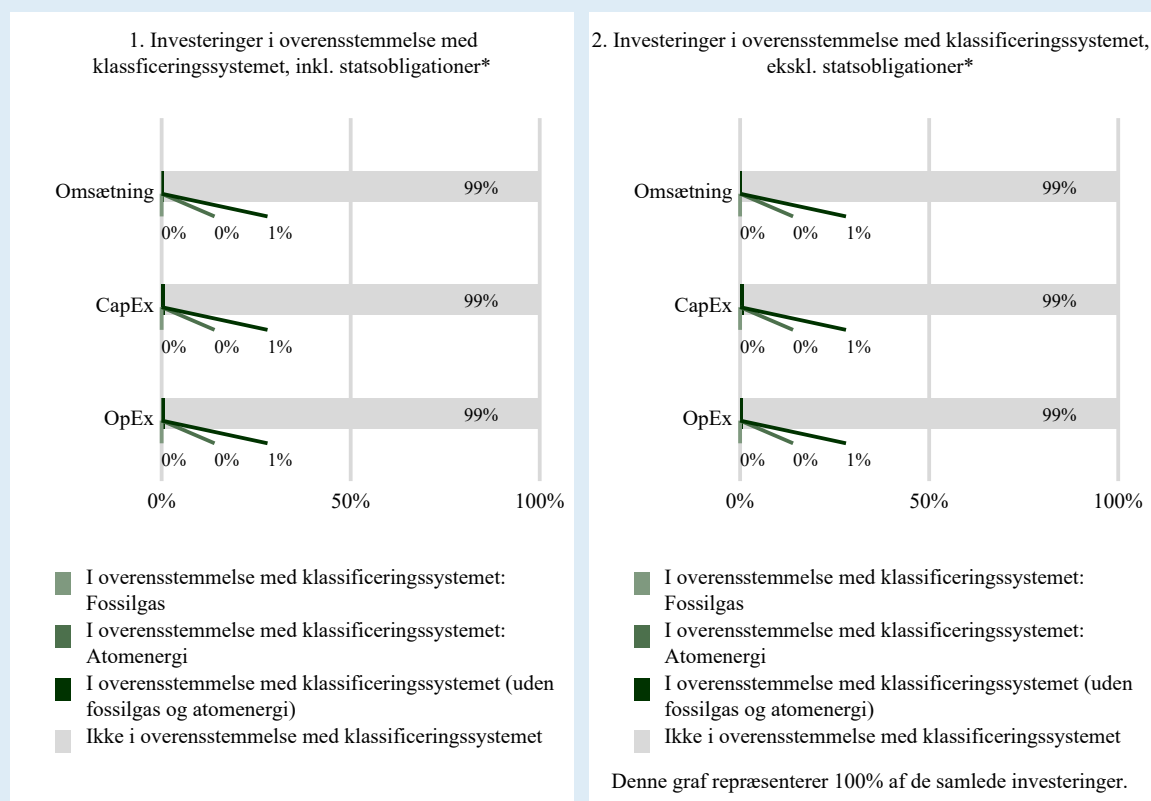 1. Investeringer i overensstemmelse med
klassficeringssystemet, inkl. statsobligationer*
Omsætning
99%
0% 0% 1%
CapEx
99%
0% 0% 1%
OpEx
99%
0% 0% 1%
0% 50% 100%
I overensstemmelse med klassificeringssystemet:
Fossilgas
I overensstemmelse med klassificeringssystemet:
Atomenergi
I overensstemmelse med klassificeringssystemet (uden
fossilgas og atomenergi)
Ikke i overensstemmelse med klassificeringssystemet
2. Investeringer i overensstemmelse med klassificeringssystemet,
ekskl. statsobligationer*
Omsætning
99%
0% 0% 1%
CapEx
99%
0% 0% 1%
OpEx
99%
0% 0% 1%
0% 50% 100%
I overensstemmelse med klassificeringssystemet:
Fossilgas
I overensstemmelse med klassificeringssystemet:
Atomenergi
I overensstemmelse med klassificeringssystemet (uden
fossilgas og atomenergi)
Ikke i overensstemmelse med klassificeringssystemet
Denne graf repræsenterer 100% af de samlede investeringer.